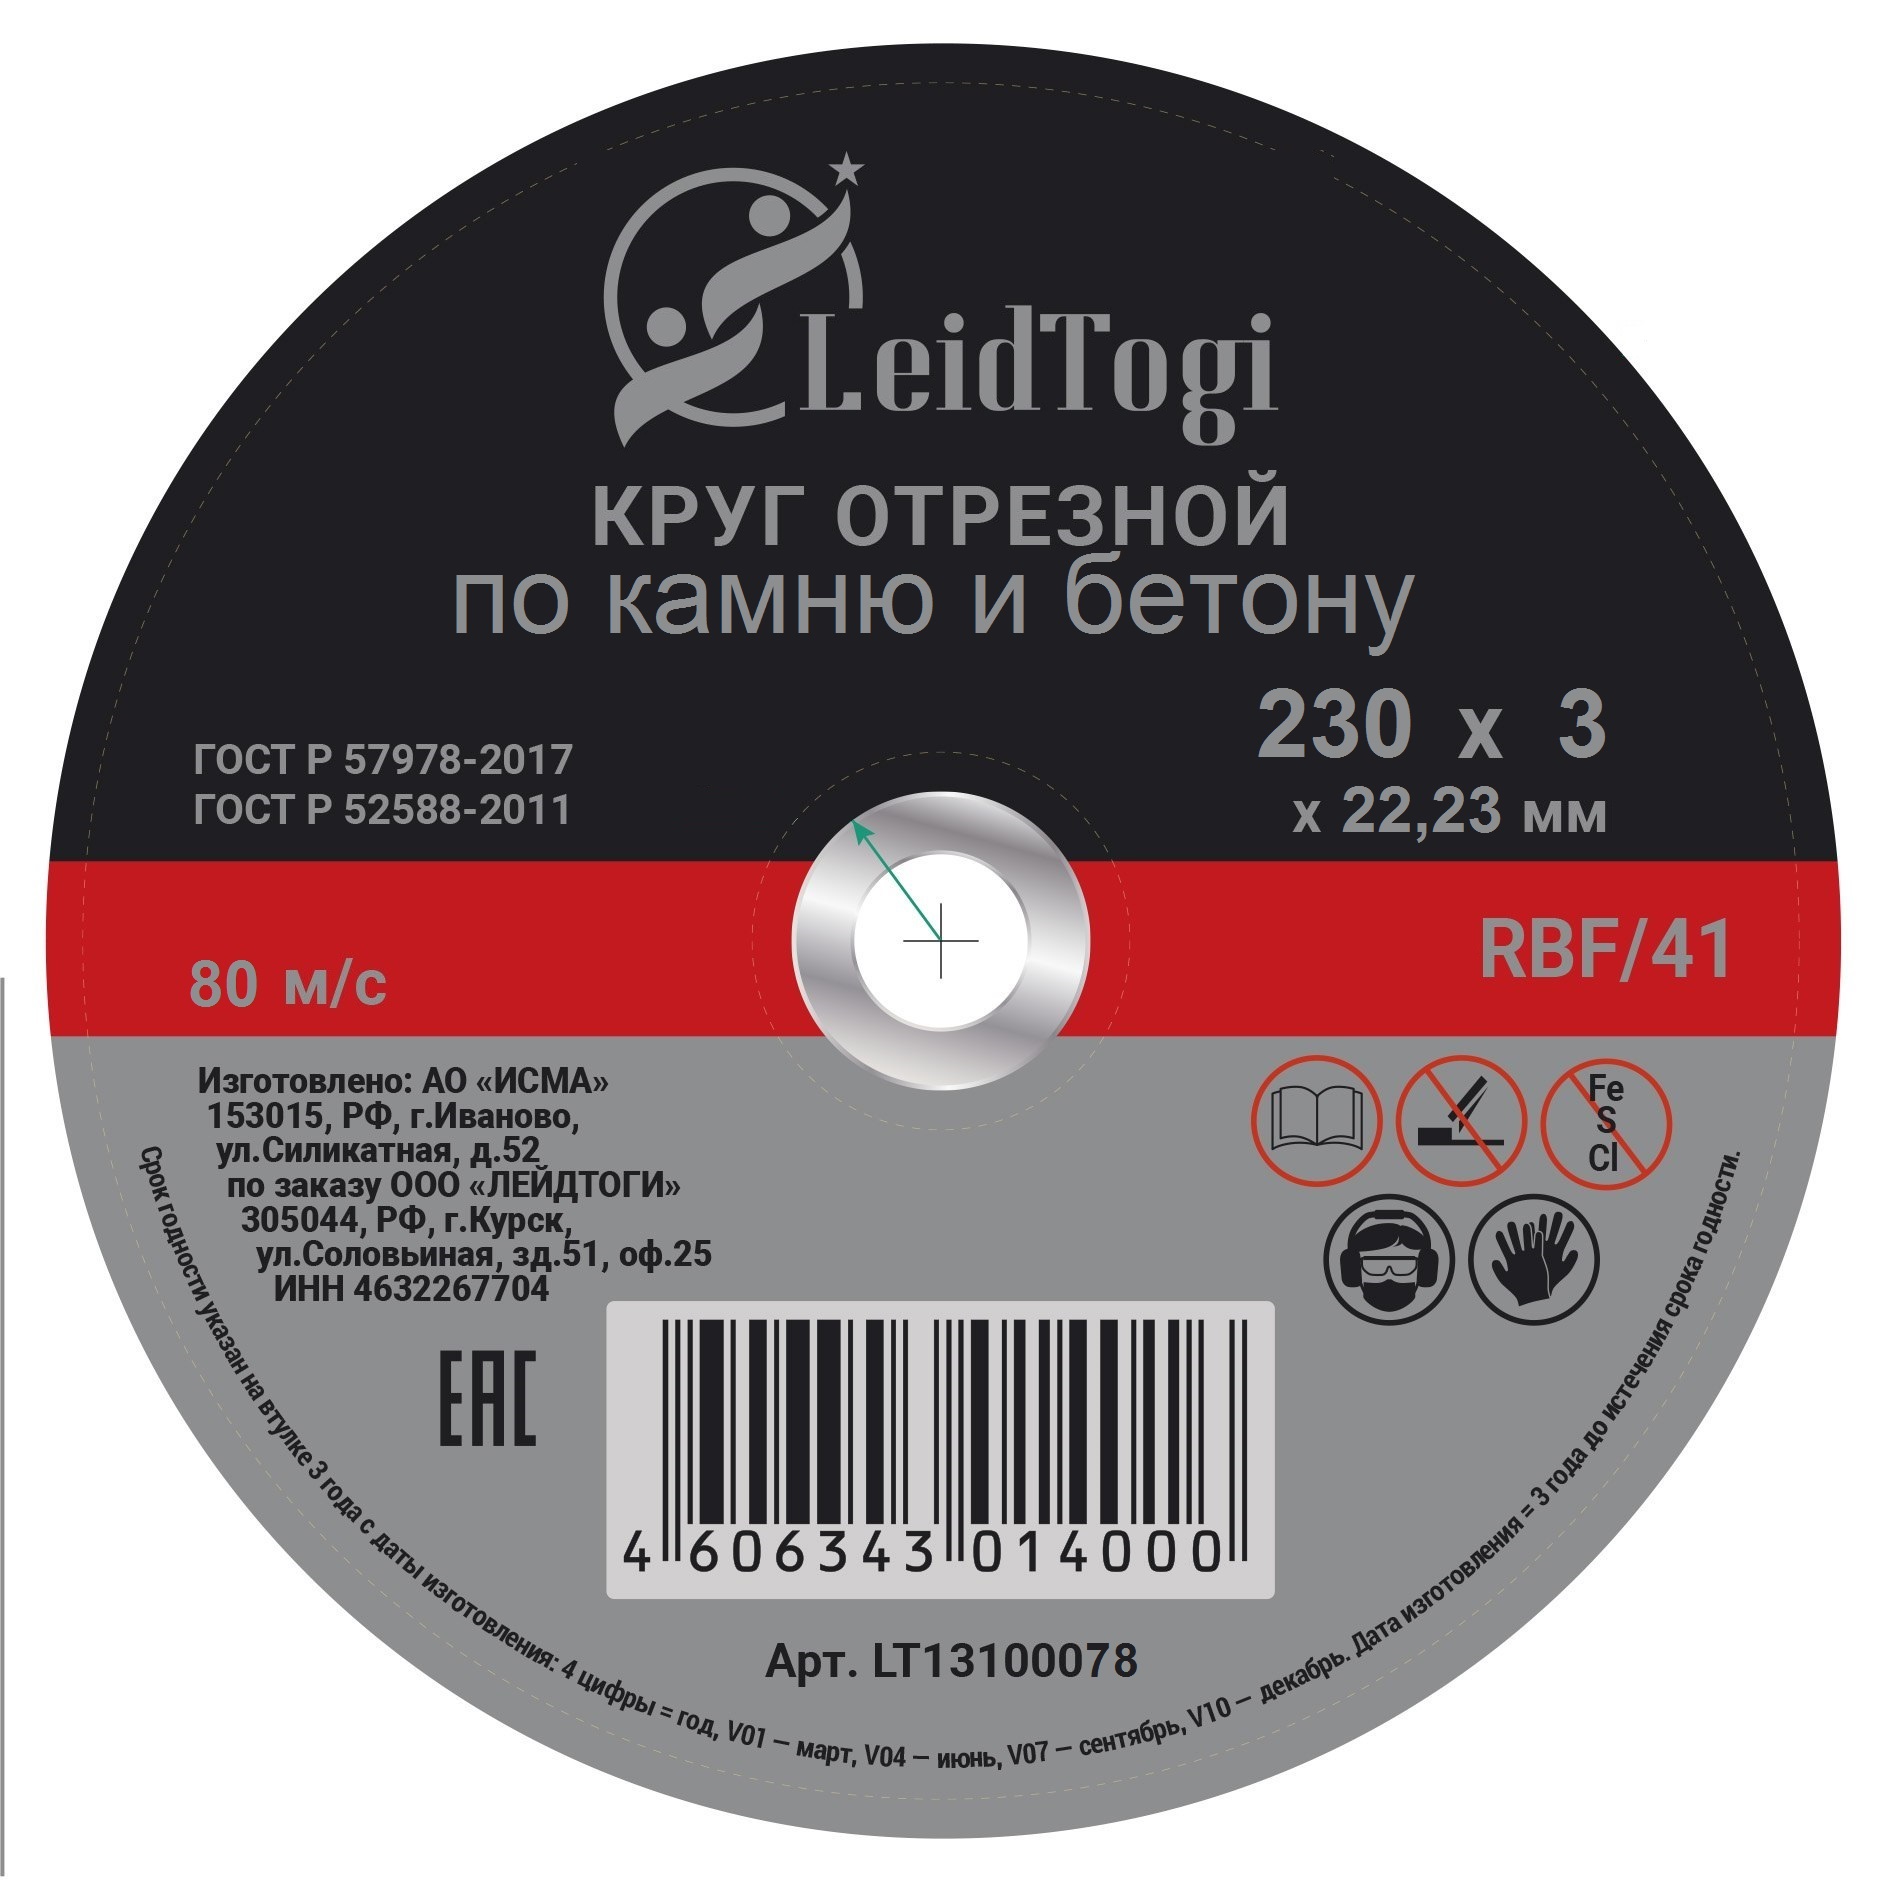 LeidTogi
КРУГ ОТРЕЗНОЙ
по камню и бетону
230 x 3
x 22,23 мм
ГОСТ Р 57978-2017
ГОСТ Р 52588-2011
80 м/с
RBF/41
Изготовлено: АО «ИСМА»
153015, РФ, г.Иваново,
ул.Силикатная, д.52
по заказу ООО «ЛЕЙДТОГИ»
305044, РФ, г.Курск,
ул.Соловьиная, зд.51, оф.25
ИНН 4632267704
Fe
S
Cl
EAC
4 606343 014000
Арт. LT13100078
Срок годности указан на втулке 3 года с даты изготовления: 4 цифры = год, V01 – март, V04 – июнь, V07 – сентябрь, V10 – декабрь. Дата изготовления = 3 года до истечения срока годности.